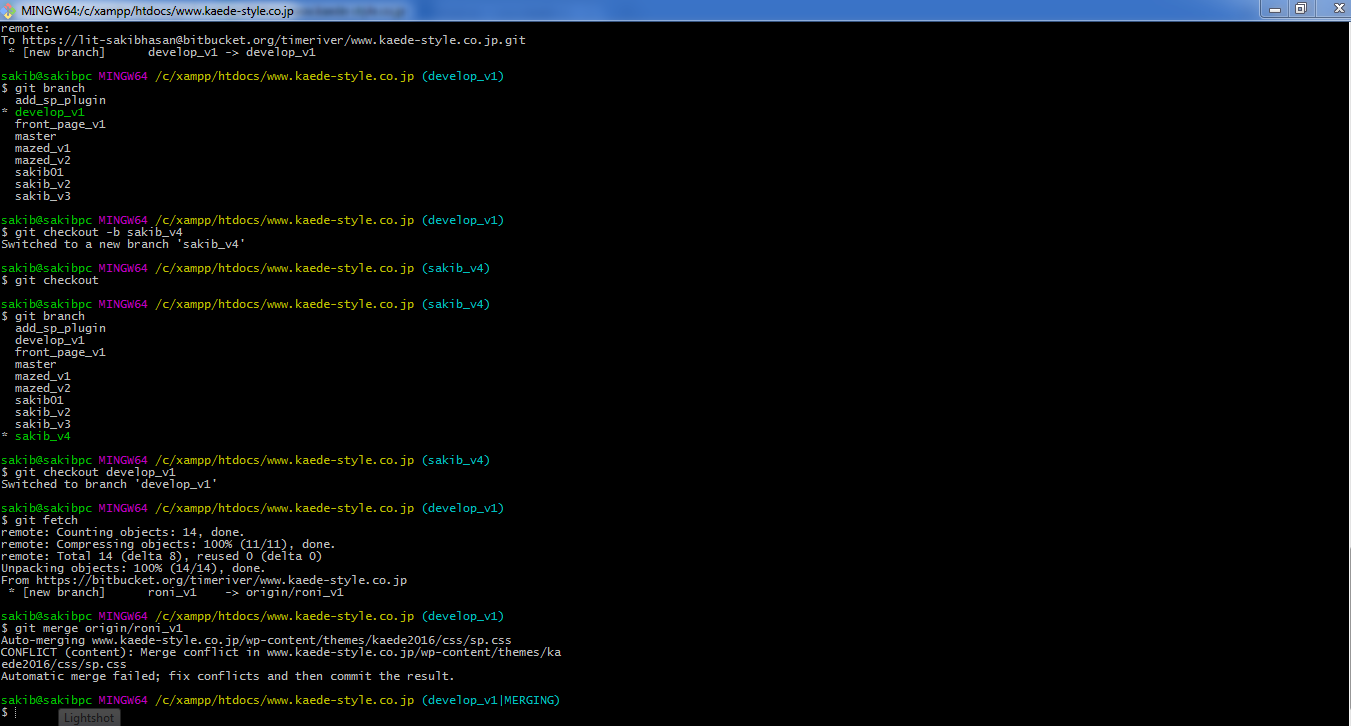 MINGW64:/c/xampp/htdocs/www.kaede-style.co.jp
remote:
To https://lit-sakibhasan@bitbucket.org/timeriver/www.kaede-style.co.jp.git
 * [new branch]      develop_v1 -> develop_v1
sakib@sakibpc MINGW64 /c/xampp/htdocs/www.kaede-style.co.jp (develop_v1)
$ git branch
  add_sp_plugin
* develop_v1
  front_page_v1
  master
  mazed_v1
  mazed_v2
  sakib01
  sakib_v2
  sakib_v3
sakib@sakibpc MINGW64 /c/xampp/htdocs/www.kaede-style.co.jp (develop_v1)
$ git checkout -b sakib_v4
Switched to a new branch 'sakib_v4'
sakib@sakibpc MINGW64 /c/xampp/htdocs/www.kaede-style.co.jp (sakib_v4)
$ git checkout
sakib@sakibpc MINGW64 /c/xampp/htdocs/www.kaede-style.co.jp (sakib_v4)
$ git branch
  add_sp_plugin
  develop_v1
  front_page_v1
  master
  mazed_v1
  mazed_v2
  sakib01
  sakib_v2
  sakib_v3
* sakib_v4
sakib@sakibpc MINGW64 /c/xampp/htdocs/www.kaede-style.co.jp (sakib_v4)
$ git checkout develop_v1
Switched to branch 'develop_v1'
sakib@sakibpc MINGW64 /c/xampp/htdocs/www.kaede-style.co.jp (develop_v1)
$ git fetch
remote: Counting objects: 14, done.
remote: Compressing objects: 100% (11/11), done.
remote: Total 14 (delta 8), reused 0 (delta 0)
Unpacking objects: 100% (14/14), done.
From https://bitbucket.org/timeriver/www.kaede-style.co.jp
 * [new branch]      roni_v1    -> origin/roni_v1
sakib@sakibpc MINGW64 /c/xampp/htdocs/www.kaede-style.co.jp (develop_v1)
$ git merge origin/roni_v1
Auto-merging www.kaede-style.co.jp/wp-content/themes/kaede2016/css/sp.css
CONFLICT (content): Merge conflict in www.kaede-style.co.jp/wp-content/themes/ka
ede2016/css/sp.css
Automatic merge failed; fix conflicts and then commit the result.
sakib@sakibpc MINGW64 /c/xampp/htdocs/www.kaede-style.co.jp (develop_v1|MERGING)
$
Lightshot